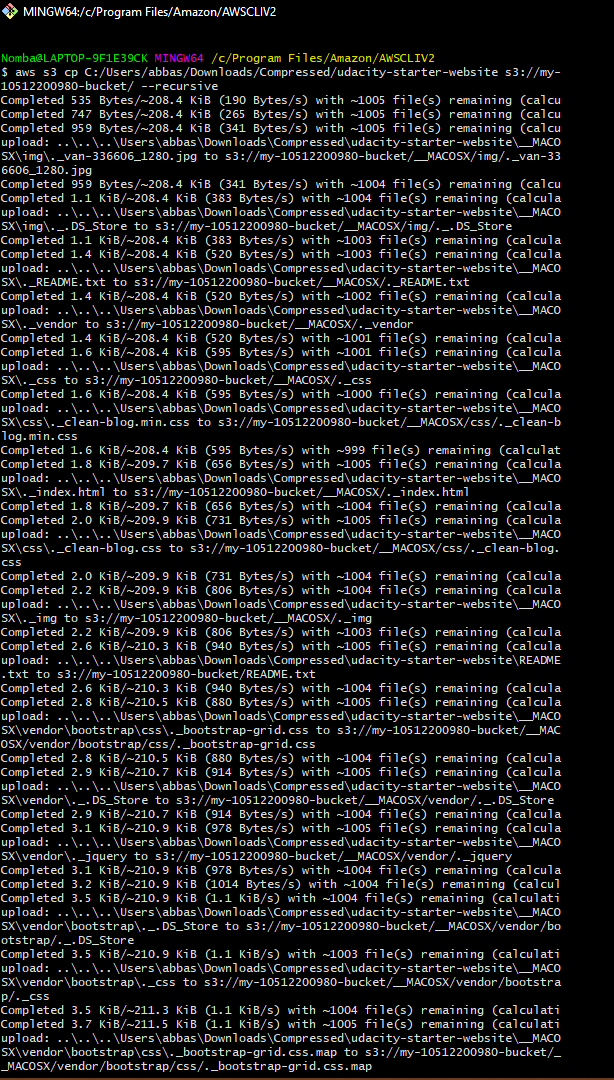 MINGW64:/c/Program Files/Amazon/AWSCLIV2
Nomba@LAPTOP-9F1E39CK MINGW64 /c/Program Files/Amazon/AWSCLIV2
$ aws s3 cp C:/Users/abbas/Downloads/Compressed/udacity-starter-website s3://my-
10512200980-bucket/ --recursive
Completed 535 Bytes/~208.4 KiB (190 Bytes/s) with ~1005 file(s) remaining (calcu
Completed 747 Bytes/~208.4 KiB (265 Bytes/s) with ~1005 file(s) remaining (calcu
Completed 959 Bytes/~208.4 KiB (341 Bytes/s) with ~1005 file(s) remaining (calcu
upload: ..\..\..\Users\abbas\Downloads\Compressed\udacity-starter-website\__MACO
SX\img\._van-336606_1280.jpg to s3://my-10512200980-bucket/__MACOSX/img/._van-33
6606_1280.jpg
Completed 959 Bytes/~208.4 KiB (341 Bytes/s) with ~1004 file(s) remaining (calcu
Completed 1.1 KiB/~208.4 KiB (383 Bytes/s) with ~1004 file(s) remaining (calcula
upload: ..\..\..\Users\abbas\Downloads\Compressed\udacity-starter-website\__MACO
SX\img\._.DS_Store to s3://my-10512200980-bucket/__MACOSX/img/._.DS_Store
Completed 1.1 KiB/~208.4 KiB (383 Bytes/s) with ~1003 file(s) remaining (calcula
Completed 1.4 KiB/~208.4 KiB (520 Bytes/s) with ~1003 file(s) remaining (calcula
upload: ..\..\..\Users\abbas\Downloads\Compressed\udacity-starter-website\__MACO
SX\._README.txt to s3://my-10512200980-bucket/__MACOSX/._README.txt
Completed 1.4 KiB/~208.4 KiB (520 Bytes/s) with ~1002 file(s) remaining (calcula
upload: ..\..\..\Users\abbas\Downloads\Compressed\udacity-starter-website\__MACO
SX\._vendor to s3://my-10512200980-bucket/__MACOSX/._vendor
Completed 1.4 KiB/~208.4 KiB (520 Bytes/s) with ~1001 file(s) remaining (calcula
Completed 1.6 KiB/~208.4 KiB (595 Bytes/s) with ~1001 file(s) remaining (calcula
upload: ..\..\..\Users\abbas\Downloads\Compressed\udacity-starter-website\__MACO
SX\._css to s3://my-10512200980-bucket/__MACOSX/._css
Completed 1.6 KiB/~208.4 KiB (595 Bytes/s) with ~1000 file(s) remaining (calcula
upload: ..\..\..\Users\abbas\Downloads\Compressed\udacity-starter-website\__MACO
SX\css\._clean-blog.min.css to s3://my-10512200980-bucket/__MACOSX/css/._clean-b
log.min.css
Completed 1.6 KiB/~208.4 KiB (595 Bytes/s) with ~999 file(s) remaining (calculat
Completed 1.8 KiB/~209.7 KiB (656 Bytes/s) with ~1005 file(s) remaining (calcula
upload: ..\..\..\Users\abbas\Downloads\Compressed\udacity-starter-website\__MACO
SX\._index.html to s3://my-10512200980-bucket/__MACOSX/._index.html
Completed 1.8 KiB/~209.7 KiB (656 Bytes/s) with ~1004 file(s) remaining (calcula
Completed 2.0 KiB/~209.9 KiB (731 Bytes/s) with ~1005 file(s) remaining (calcula
upload: ..\..\..\Users\abbas\Downloads\Compressed\udacity-starter-website\__MACO
SX\css\._clean-blog.css to s3://my-10512200980-bucket/__MACOSX/css/._clean-blog.
css
Completed 2.0 KiB/~209.9 KiB (731 Bytes/s) with ~1004 file(s) remaining (calcula
Completed 2.2 KiB/~209.9 KiB (806 Bytes/s) with ~1004 file(s) remaining (calcula
upload: ..\..\..\Users\abbas\Downloads\Compressed\udacity-starter-website\__MACO
SX\._img to s3://my-10512200980-bucket/__MACOSX/._img
Completed 2.2 KiB/~209.9 KiB (806 Bytes/s) with ~1003 file(s) remaining (calcula
Completed 2.6 KiB/~210.3 KiB (940 Bytes/s) with ~1005 file(s) remaining (calcula
upload: ..\..\..\Users\abbas\Downloads\Compressed\udacity-starter-website\README
.txt to s3://my-10512200980-bucket/README.txt
Completed 2.6 KiB/~210.3 KiB (940 Bytes/s) with ~1004 file(s) remaining (calcula
Completed 2.8 KiB/~210.5 KiB (880 Bytes/s) with ~1005 file(s) remaining (calcula
upload: ..\..\..\Users\abbas\Downloads\Compressed\udacity-starter-website\__MACO
SX\vendor\bootstrap\css\._bootstrap-grid.css to s3://my-10512200980-bucket/__MAC
OSX/vendor/bootstrap/css/._bootstrap-grid.css
Completed 2.8 KiB/~210.5 KiB (880 Bytes/s) with ~1004 file(s) remaining (calcula
Completed 2.9 KiB/~210.7 KiB (914 Bytes/s) with ~1005 file(s) remaining (calcula
upload: ..\..\..\Users\abbas\Downloads\Compressed\udacity-starter-website\__MACO
SX\vendor\._.DS_Store to s3://my-10512200980-bucket/__MACOSX/vendor/._.DS_Store
Completed 2.9 KiB/~210.7 KiB (914 Bytes/s) with ~1004 file(s) remaining (calcula
Completed 3.1 KiB/~210.9 KiB (978 Bytes/s) with ~1005 file(s) remaining (calcula
upload: ..\..\..\Users\abbas\Downloads\Compressed\udacity-starter-website\__MACO
SX\vendor\._jquery to s3://my-10512200980-bucket/__MACOSX/vendor/._jquery
Completed 3.1 KiB/~210.9 KiB (978 Bytes/s) with ~1004 file(s) remaining (calcula
Completed 3.2 KiB/~210.9 KiB (1014 Bytes/s) with ~1004 file(s) remaining (calcul
Completed 3.5 KiB/~210.9 KiB (1.1 KiB/s) with ~1004 file(s) remaining (calculati
upload: ..\..\..\Users\abbas\Downloads\Compressed\udacity-starter-website\__MACO
SX\vendor\bootstrap\._.DS_Store to s3://my-10512200980-bucket/__MACOSX/vendor/bo
otstrap/._.DS_Store
Completed 3.5 KiB/~210.9 KiB (1.1 KiB/s) with ~1003 file(s) remaining (calculati
upload: ..\..\..\Users\abbas\Downloads\Compressed\udacity-starter-website\__MACO
SX\vendor\bootstrap\._css to s3://my-10512200980-bucket/__MACOSX/vendor/bootstra
p/._css
Completed 3.5 KiB/~211.3 KiB (1.1 KiB/s) with ~1004 file(s) remaining (calculati
Completed 3.7 KiB/~211.5 KiB (1.1 KiB/s) with ~1005 file(s) remaining (calculati
upload: ..\..\..\Users\abbas\Downloads\Compressed\udacity-starter-website\__MACO
SX\vendor\bootstrap\css\._bootstrap-grid.css.map to s3://my-10512200980-bucket/_
_MACOSX/vendor/bootstrap/css/._bootstrap-grid.css.map